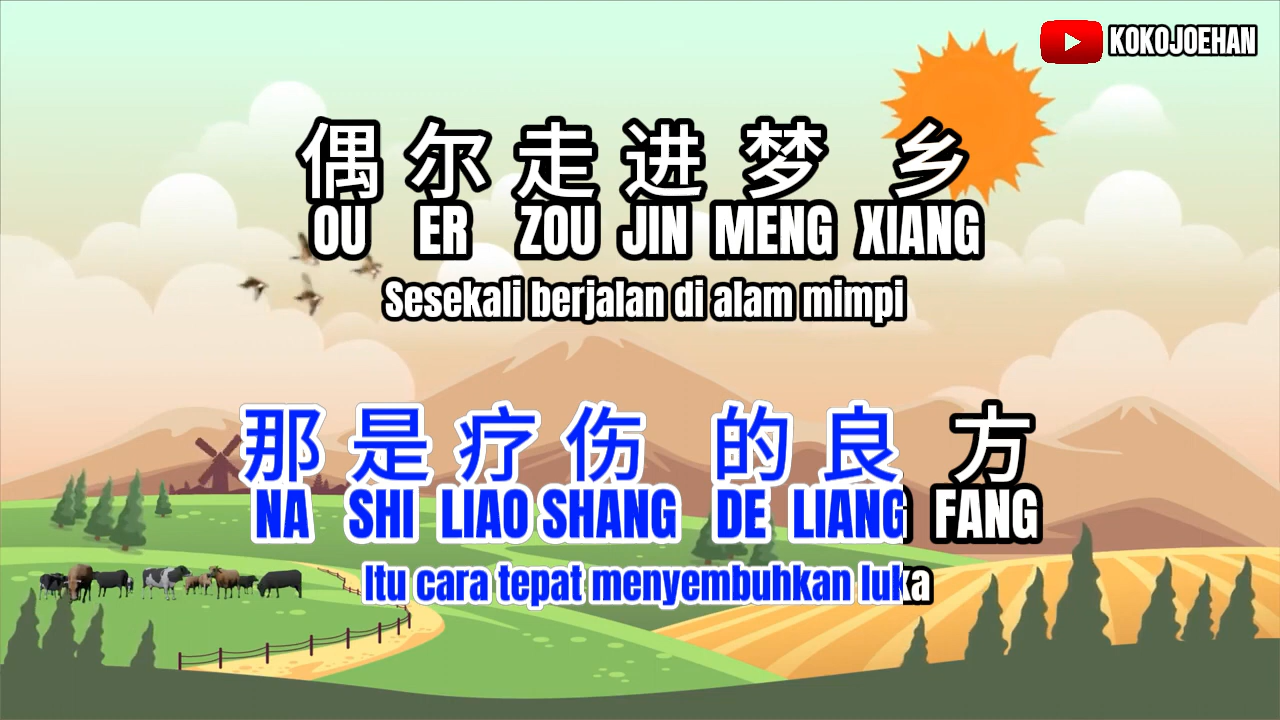 KOKOJOEHAN
偶尔走进梦乡
OU ER ZOU JIN MENG XIANG
Sesekali berjalan di alam mimpi
那是疗伤的良方
NA SHI LIAO SHANG DE LIANG FANG
Itu cara tepat menyembuhkan luka